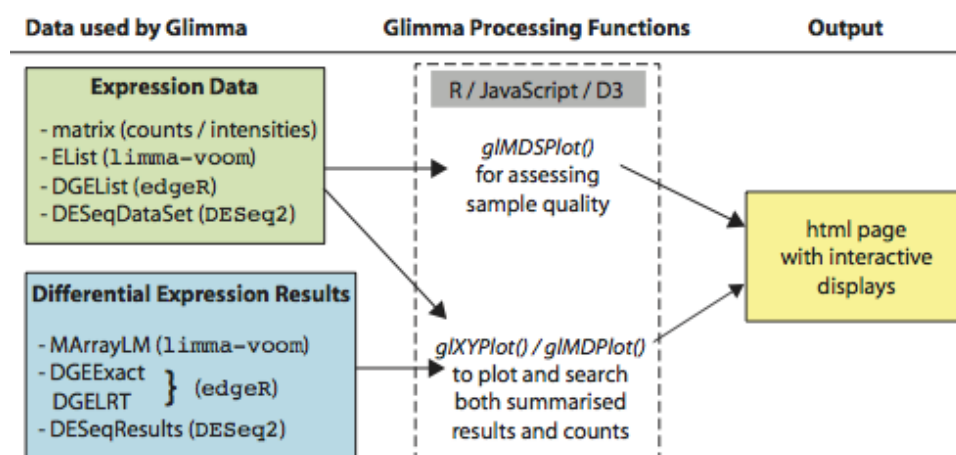 Data used by Glimma
Glimma Processing Functions
Output
Expression Data
- matrix (counts / intensities)
- EList (limma-voom)
- DGEList (edgeR)
- DESeqDataSet (DESeq2)
Differential Expression Results
- MArrayLM (limma-voom)
- DGEExact
DGELRT } (edgeR)
- DESeqResults (DESeq2)
R / JavaScript / D3
glMDSPlot()
for assessing
sample quality
glXYPlot() / glMDPlot()
to plot and search
both summarised
results and counts
html page
with interactive
displays